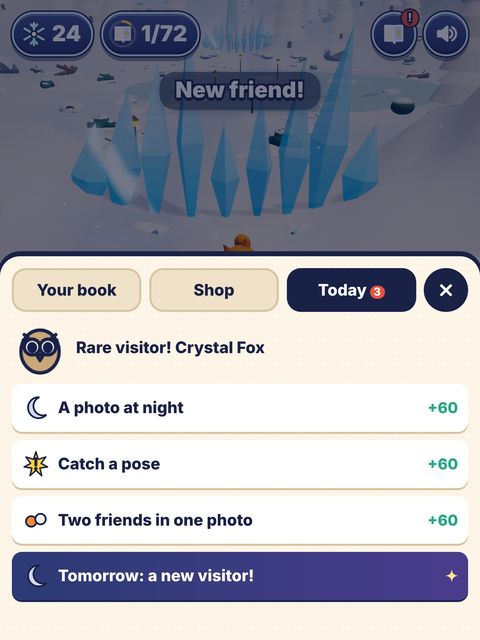 24
1/72
!
New friend!
Your book
Shop
Today 3
Rare visitor! Crystal Fox
A photo at night
+60
!
Catch a pose
+60
Two friends in one photo
+60
Tomorrow: a new visitor!